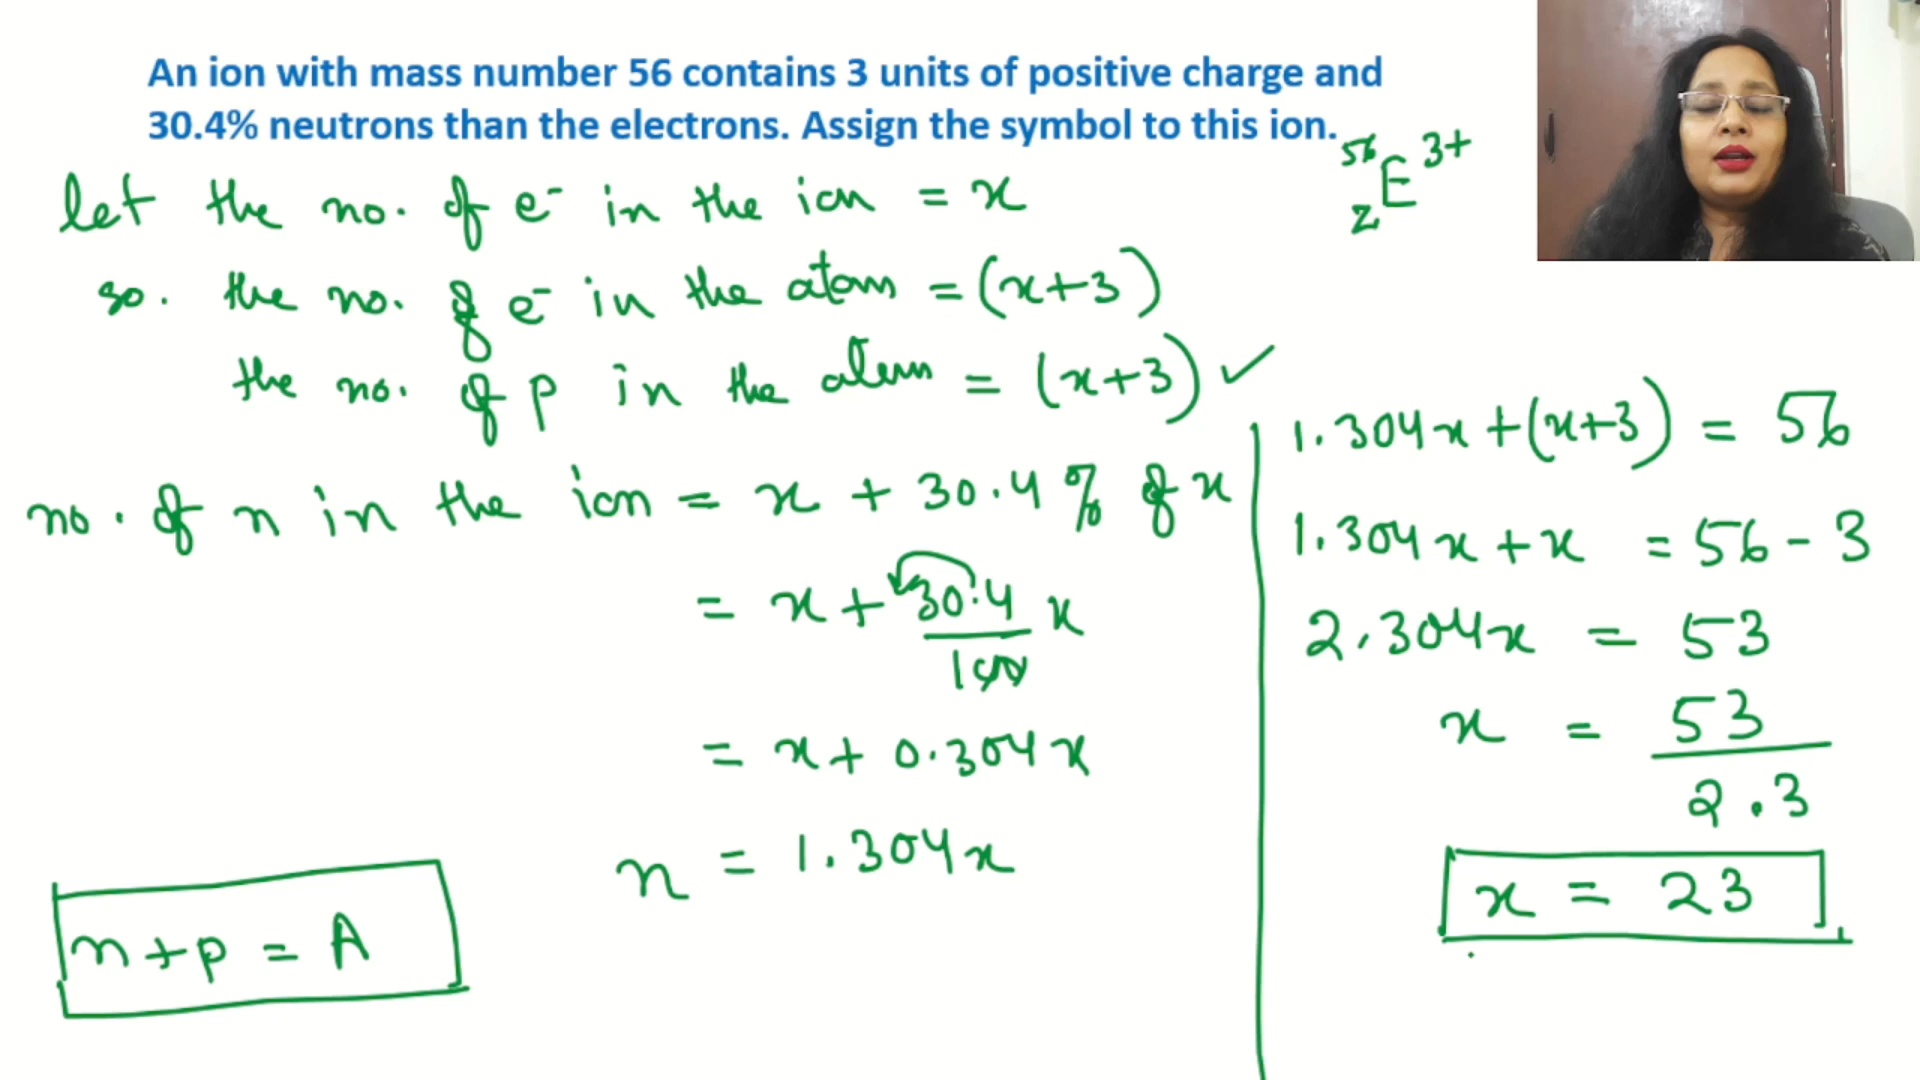 An ion with mass number 56 contains 3 units of positive charge and
30.4% neutrons than the electrons. Assign the symbol to this ion.
56 E 3+
Z
let the no. of e⁻ in the ion = x
so. the no. of e⁻ in the atom = (x+3)
the no. of p in the atom = (x+3) ✓
no. of n in the ion = x + 30.4 % of x
= x + 30.4/100 x
= x + 0.304x
n = 1.304x
n + p = A
1.304x + (x+3) = 56
1.304x + x = 56 - 3
2.304x = 53
x = 53/2.3
x = 23